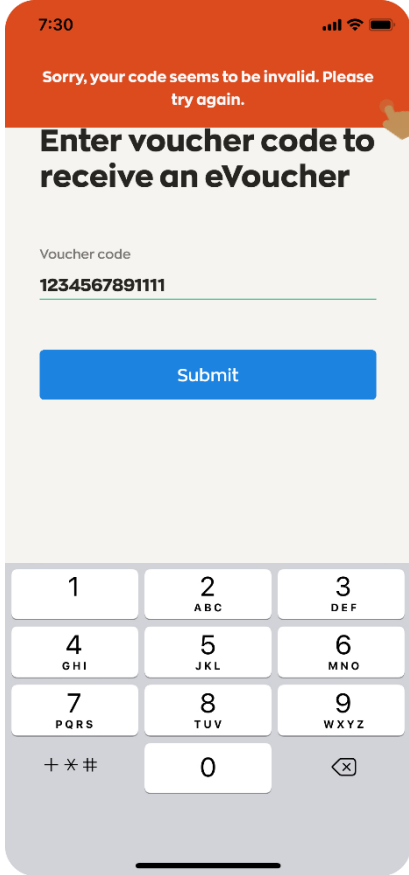 7:30
Sorry, your code seems to be invalid. Please
try again.
Enter voucher code to
receive an eVoucher
Voucher code
1234567891111
Submit
1
2
ABC
3
DEF
4
GHI
5
JKL
6
MNO
7
PQRS
8
TUV
9
WXYZ
+*#
0